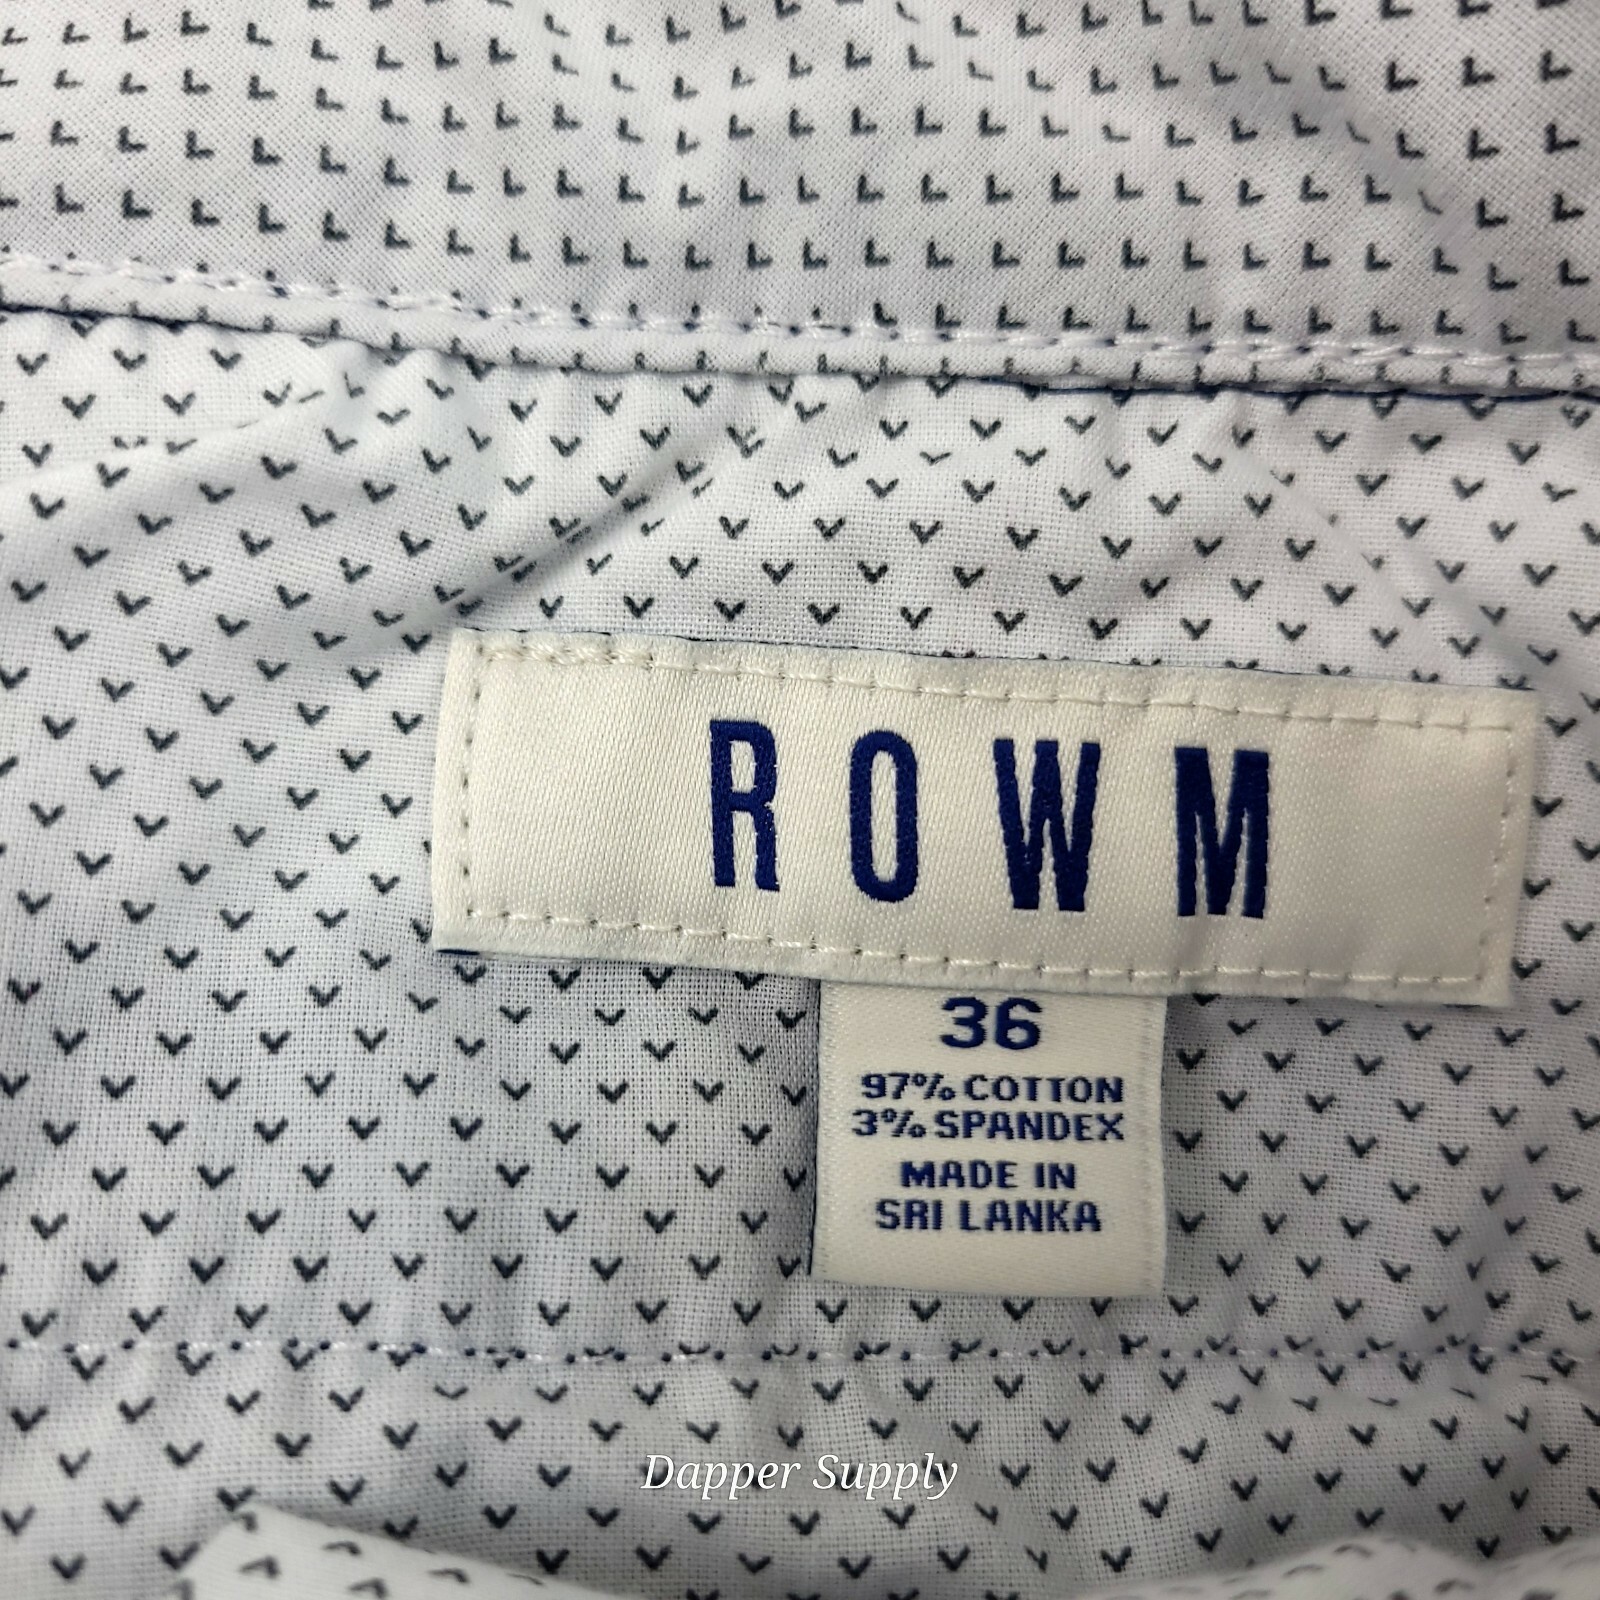 ROWM
36
97% COTTON
3% SPANDEX
MADE IN
SRI LANKA
Dapper Supply